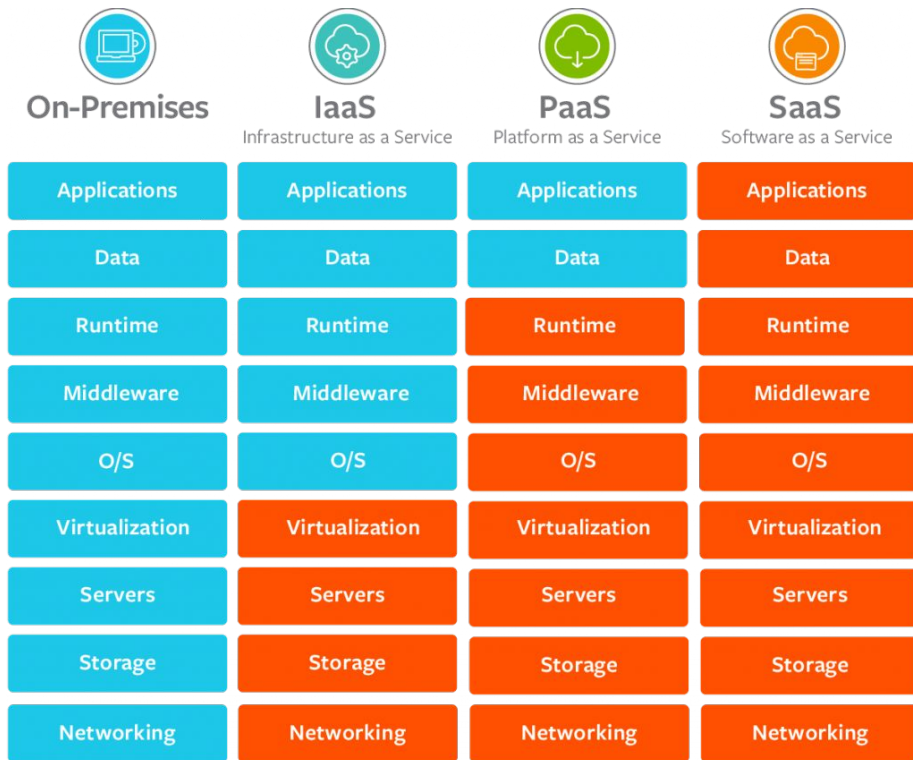 On-Premises
IaaS
Infrastructure as a Service
PaaS
Platform as a Service
SaaS
Software as a Service
Applications Applications Applications Applications
Data Data Data Data
Runtime Runtime Runtime Runtime
Middleware Middleware Middleware Middleware
O/S O/S O/S O/S
Virtualization Virtualization Virtualization Virtualization
Servers Servers Servers Servers
Storage Storage Storage Storage
Networking Networking Networking Networking